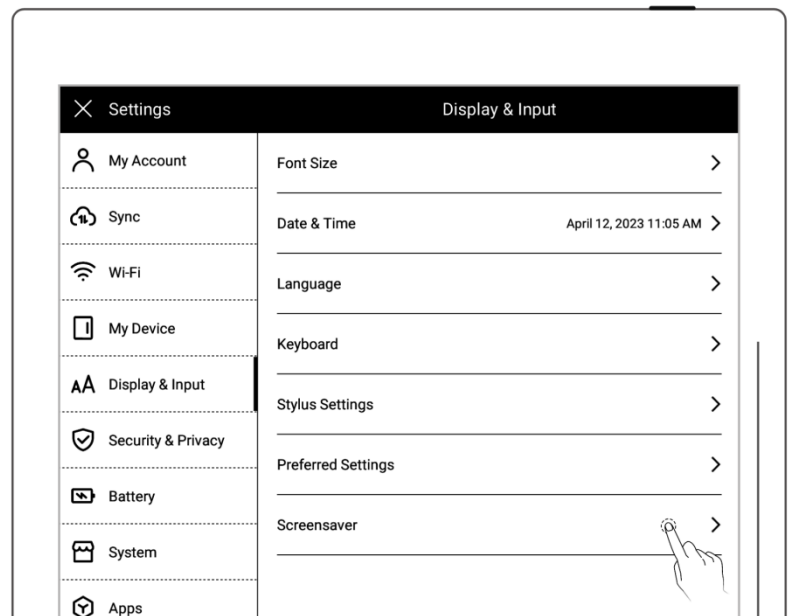 Settings
Display & Input
My Account
Sync
Wi-Fi
My Device
Display & Input
Security & Privacy
Battery
System
Apps
Font Size
Date & Time April 12, 2023 11:05 AM
Language
Keyboard
Stylus Settings
Preferred Settings
Screensaver